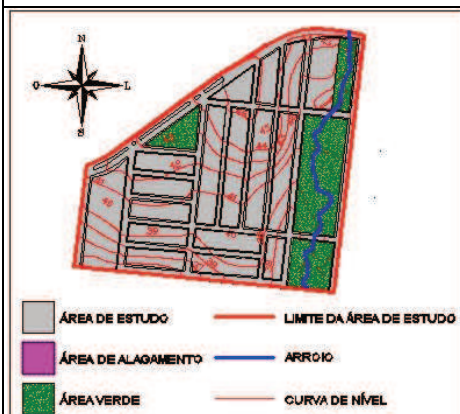 N
O L
S
ÁREA DE ESTUDO
LIMITE DA ÁREA DE ESTUDO
ÁREA DE ALAGAMENTO
ARROIO
ÁREA VERDE
CURVA DE NÍVEL